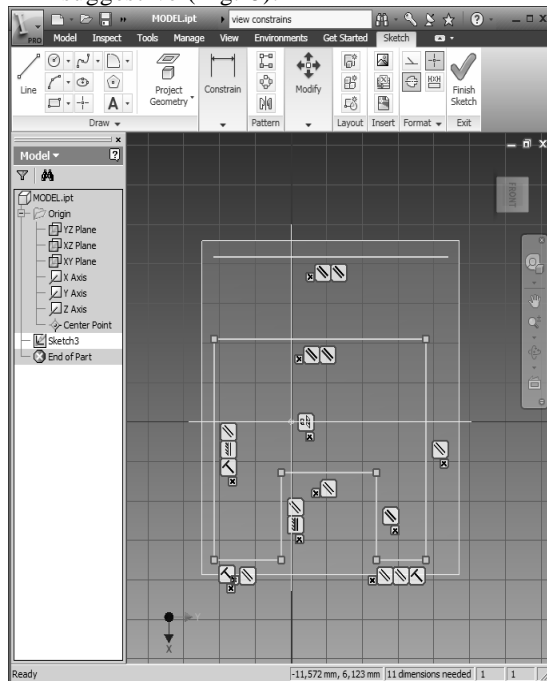 MODEL.ipt
view constrains
PRO
Model Inspect Tools Manage View Environments Get Started Sketch
Line
Project Geometry
Constrain
Modify
Finish Sketch
Draw
Pattern
Layout
Insert
Format
Exit
Model
MODEL.ipt
Origin
YZ Plane
XZ Plane
XY Plane
X Axis
Y Axis
Z Axis
Center Point
Sketch3
End of Part
FRONT
Y
X
Ready
-11,572 mm, 6,123 mm
11 dimensions needed
1
1